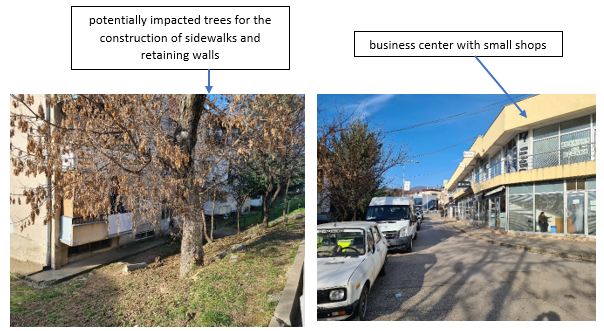 potentially impacted trees for the
construction of sidewalks and
retaining walls
business center with small shops